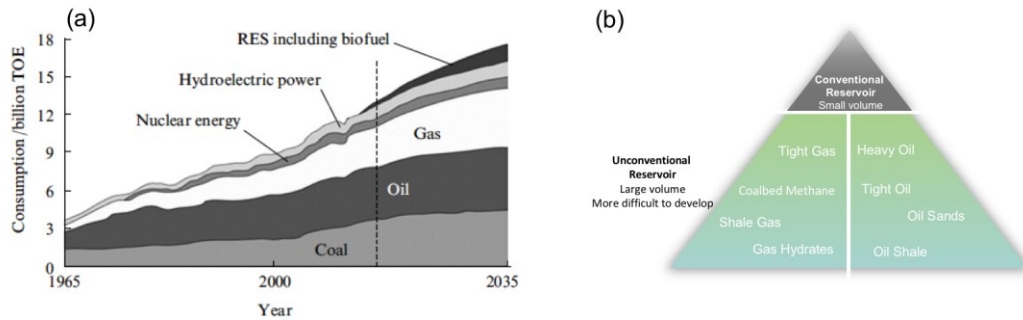 (a)
Consumption /billion TOE
18
15
12
9
6
3
0
1965
2000
2035
Year
RES including biofuel
Hydroelectric power
Nuclear energy
Gas
Oil
Coal
(b)
Conventional
Reservoir
Small volume
Unconventional
Reservoir
Large volume
More difficult to develop
Tight Gas
Heavy Oil
Coalbed Methane
Tight Oil
Shale Gas
Oil Sands
Gas Hydrates
Oil Shale